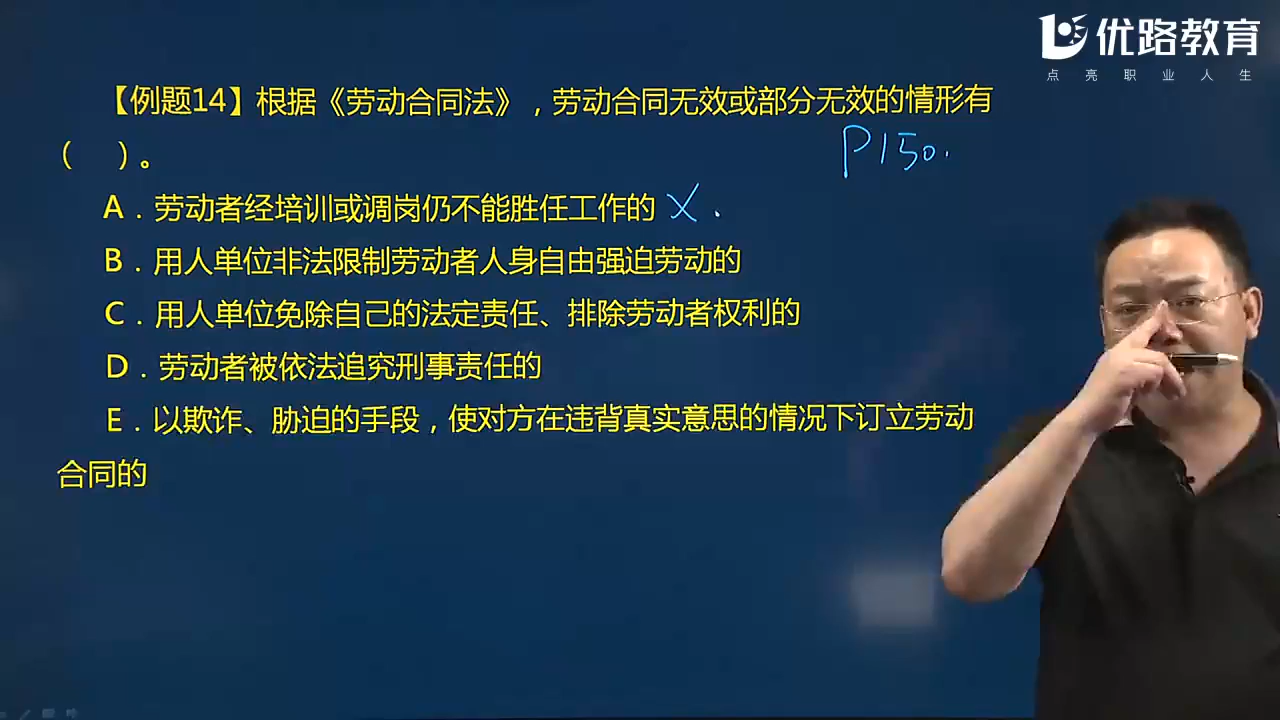 优路教育
点亮职业人生
【例题14】根据《劳动合同法》，劳动合同无效或部分无效的情形有
（ ）。
P150.
A．劳动者经培训或调岗仍不能胜任工作的 X .
B．用人单位非法限制劳动者人身自由强迫劳动的
C．用人单位免除自己的法定责任、排除劳动者权利的
D．劳动者被依法追究刑事责任的
E．以欺诈、胁迫的手段，使对方在违背真实意思的情况下订立劳动
合同的